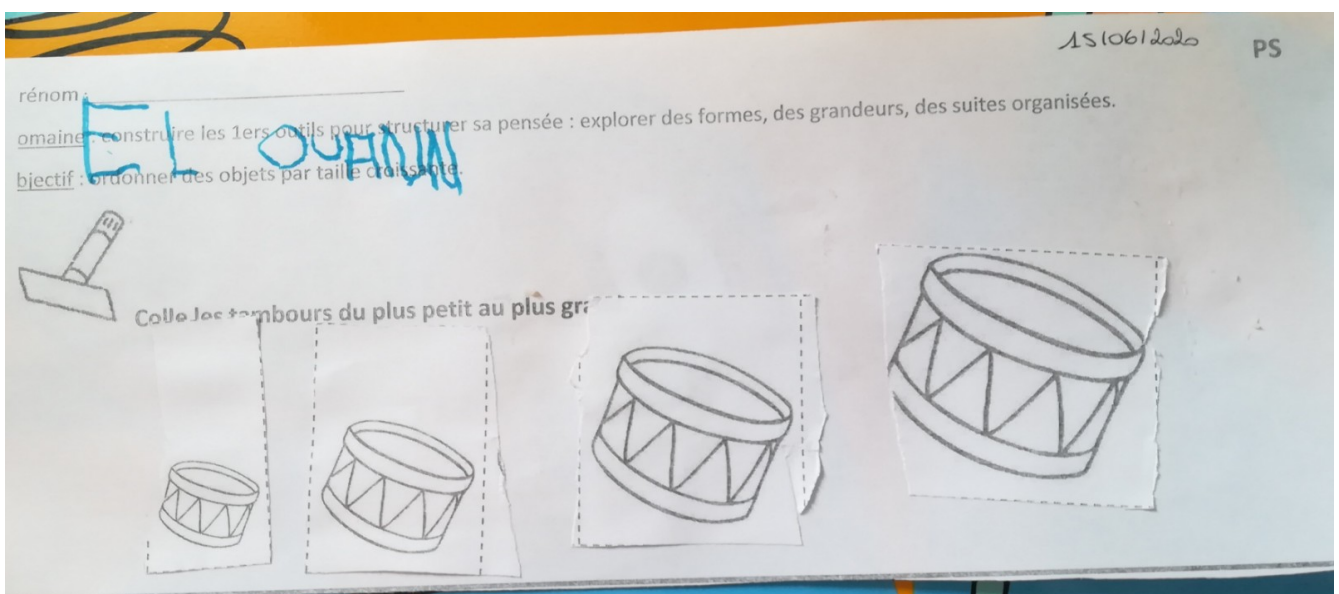 15/06/2020 PS
rénom :
omaine : construire les 1ers outils pour structurer sa pensée : explorer des formes, des grandeurs, des suites organisées.
EL OUANN
bjectif : ordonner des objets par taille croissante.
Colle les tambours du plus petit au plus gra